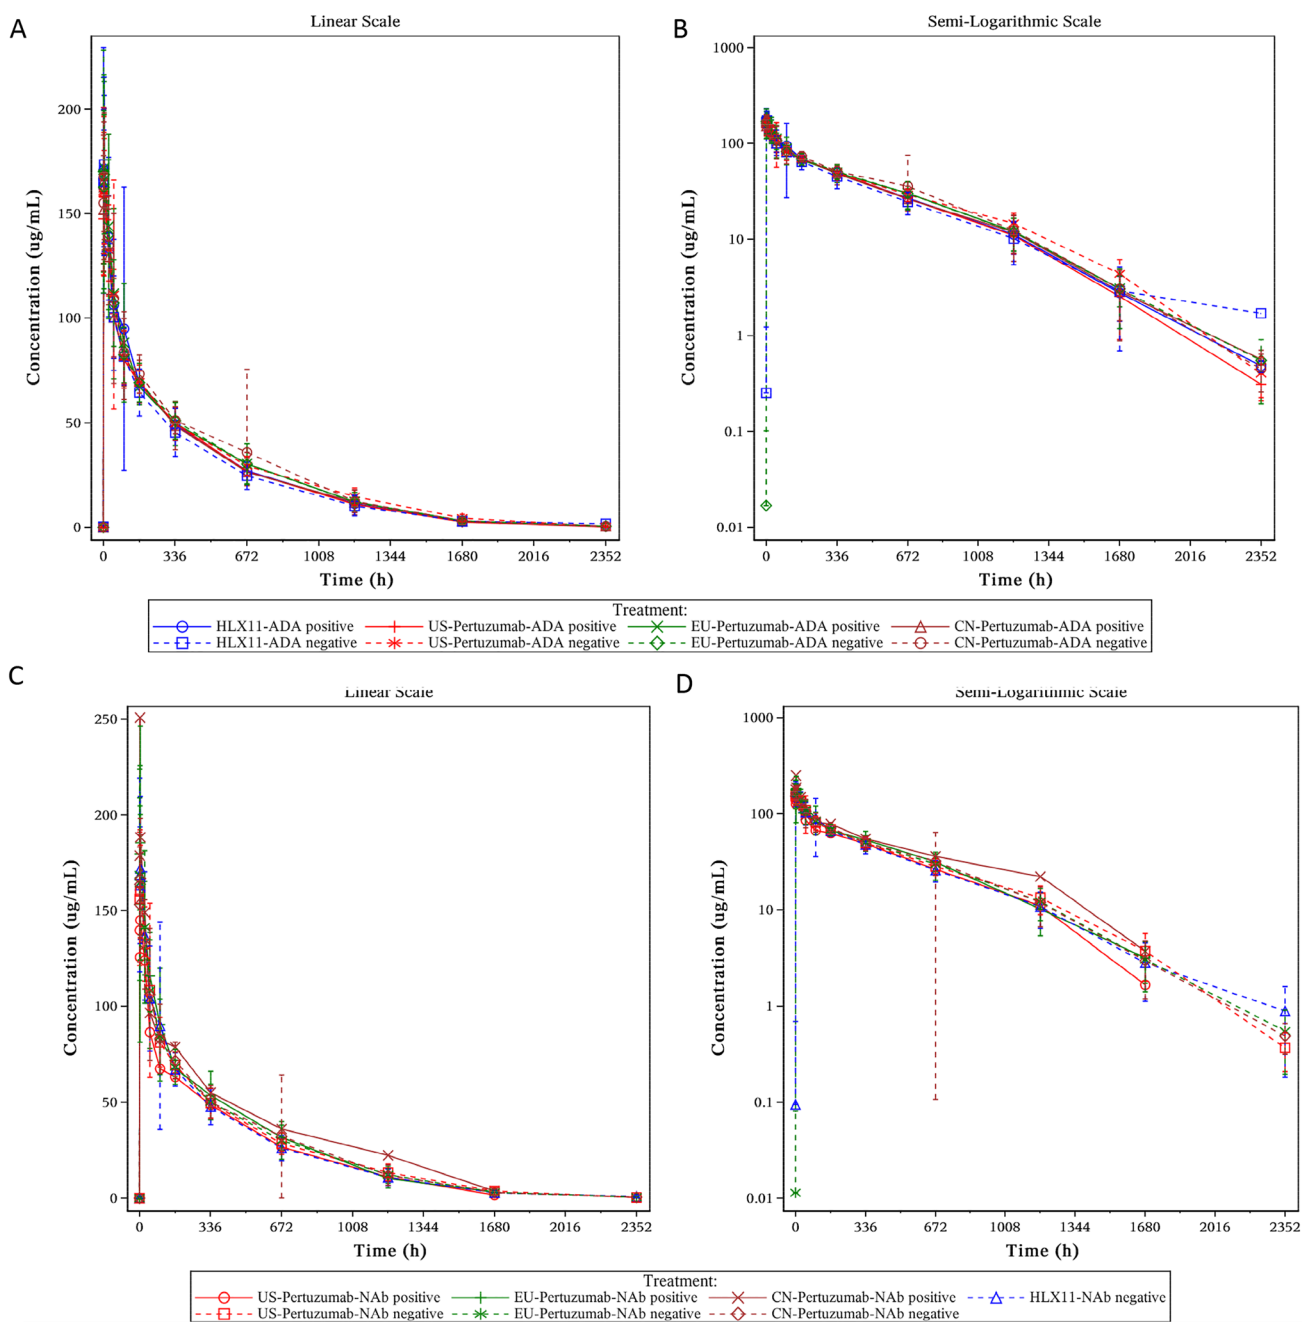 A
Linear Scale
Concentration (ug/mL)
200
150
100
50
0
0 336 672 1008 1344 1680 2016 2352
Time (h)
B
Semi-Logarithmic Scale
Concentration (ug/mL)
1000
100
10
1
0.1
0.01
0 336 672 1008 1344 1680 2016 2352
Time (h)
Treatment:
HLX11-ADA positive US-Pertuzumab-ADA positive EU-Pertuzumab-ADA positive CN-Pertuzumab-ADA positive
HLX11-ADA negative US-Pertuzumab-ADA negative EU-Pertuzumab-ADA negative CN-Pertuzumab-ADA negative
C
Linear Scale
Concentration (ug/mL)
250
200
150
100
50
0
0 336 672 1008 1344 1680 2016 2352
Time (h)
D
Semi-Logarithmic Scale
Concentration (ug/mL)
1000
100
10
1
0.1
0.01
0 336 672 1008 1344 1680 2016 2352
Time (h)
Treatment:
US-Pertuzumab-NAb positive EU-Pertuzumab-NAb positive CN-Pertuzumab-NAb positive HLX11-NAb negative
US-Pertuzumab-NAb negative EU-Pertuzumab-NAb negative CN-Pertuzumab-NAb negative